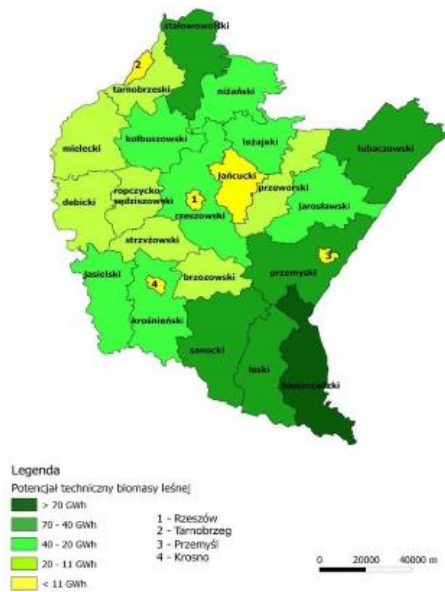 stalowowolski
2
tarnobrzeski
niżański
kolbuszowski
leżajski
lubaczowski
mielecki
łańcucki
ropczycko-
sędziszowski
przeworski
dębicki
1
rzeszowski
jarosławski
strzyżowski
3
jasielski
brzozowski
przemyski
4
krośnieński
sanocki
leski
bieszczadzki
Legenda
Potencjał techniczny biomasy leśnej
> 70 GWh
70 - 40 GWh
40 - 20 GWh
20 - 11 GWh
< 11 GWh
1 - Rzeszów
2 - Tarnobrzeg
3 - Przemyśl
4 - Krosno
0 20000 40000 m